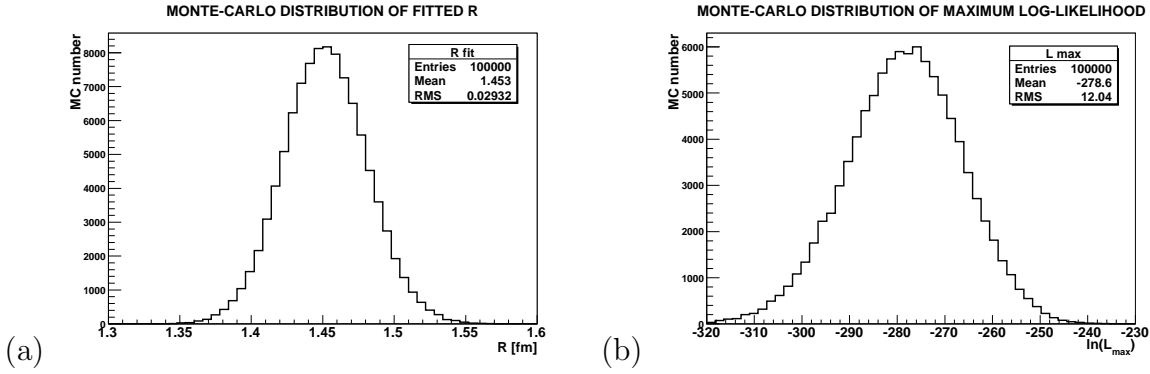 MONTE-CARLO DISTRIBUTION OF FITTED R
MC number
8000
7000
6000
5000
4000
3000
2000
1000
0
1.3 1.35 1.4 1.45 1.5 1.55 1.6
R [fm]
R fit
Entries 100000
Mean 1.453
RMS 0.02932
(a)
MONTE-CARLO DISTRIBUTION OF MAXIMUM LOG-LIKELIHOOD
MC number
6000
5000
4000
3000
2000
1000
0
-320 -310 -300 -290 -280 -270 -260 -250 -240 -230
ln(L_max)
L max
Entries 100000
Mean -278.6
RMS 12.04
(b)